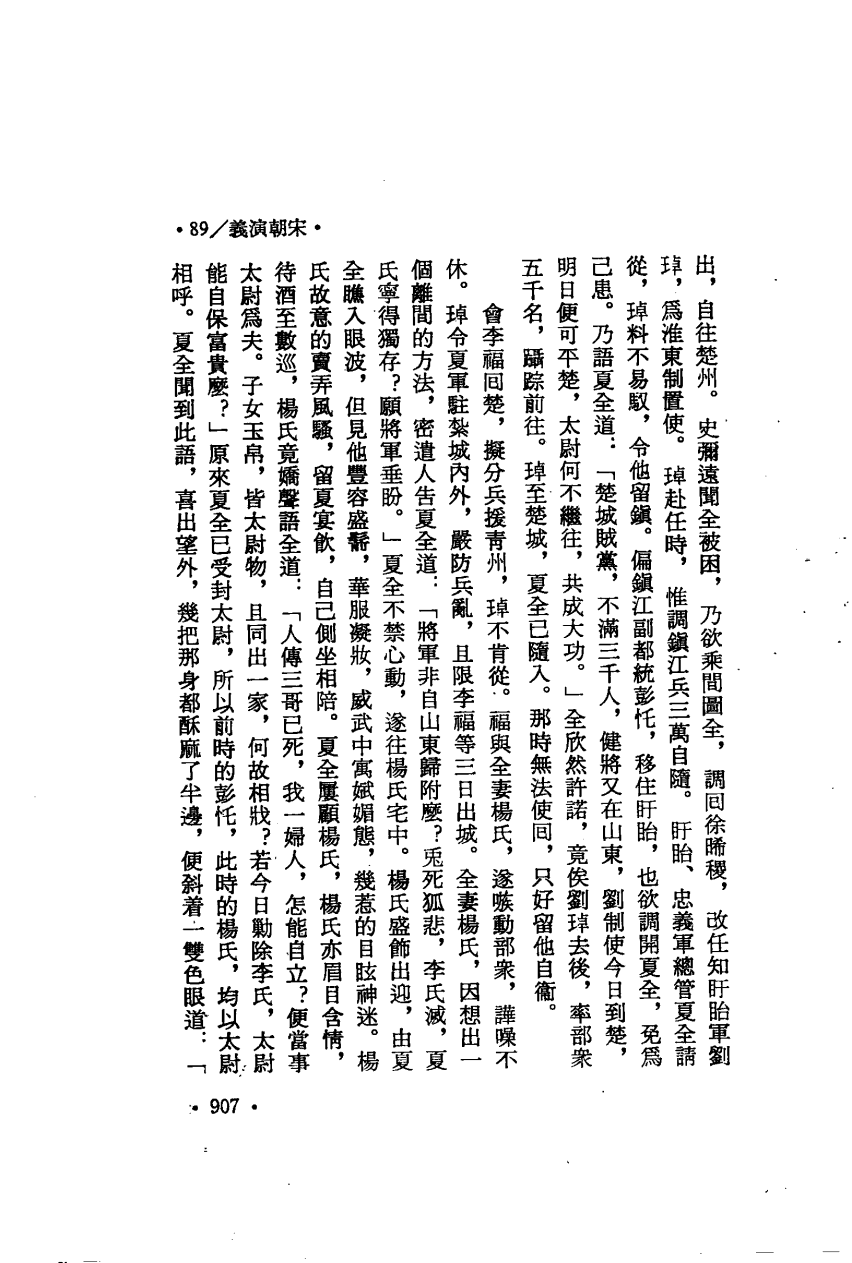 •89／義演朝宋•
出，自往楚州。史彌遠聞全被困，乃欲乘間圖全，調回徐晞稷，改任知盱眙軍劉
琸，爲淮東制置使。琸赴任時，惟調鎭江兵三萬自隨。盱眙、忠義軍總管夏全請
從，琸料不易馭，令他留鎭。偏鎭江副都統彭忔，移住盱眙，也欲調開夏全，免爲
己患。乃語夏全道：「楚城賊黨，不滿三千人，健將又在山東，劉制使今日到楚，
明日便可平楚，太尉何不繼往，共成大功。」全欣然許諾，竟俟劉琸去後，率部衆
五千名，躡踪前往。琸至楚城，夏全已隨入。那時無法使回，只好留他自衞。
會李福回楚，擬分兵援靑州，琸不肯從。福與全妻楊氏，遂嗾動部衆，譁噪不
休。琸令夏軍駐紮城內外，嚴防兵亂，且限李福等三日出城。全妻楊氏，因想出一
個離間的方法，密遣人告夏全道：「將軍非自山東歸附麼？兎死狐悲，李氏滅，夏
氏寧得獨存？願將軍垂盼。」夏全不禁心動，遂往楊氏宅中。楊氏盛飾出迎，由夏
全瞧入眼波，但見他豐容盛鬋，華服凝妝，威武中寓斌媚態，幾惹的目眩神迷。楊
氏故意的賣弄風騷，留夏宴飮，自己側坐相陪。夏全屢顧楊氏，楊氏亦眉目含情，
待酒至數巡，楊氏竟嬌聲語全道：「人傳三哥已死，我一婦人，怎能自立？便當事
太尉爲夫。子女玉帛，皆太尉物，且同出一家，何故相戕？若今日勦除李氏，太尉
能自保富貴麼？」原來夏全已受封太尉，所以前時的彭忔，此時的楊氏，均以太尉
相呼。夏全聞到此語，喜出望外，幾把那身都酥麻了半邊，便斜着一雙色眼道：「
•907•